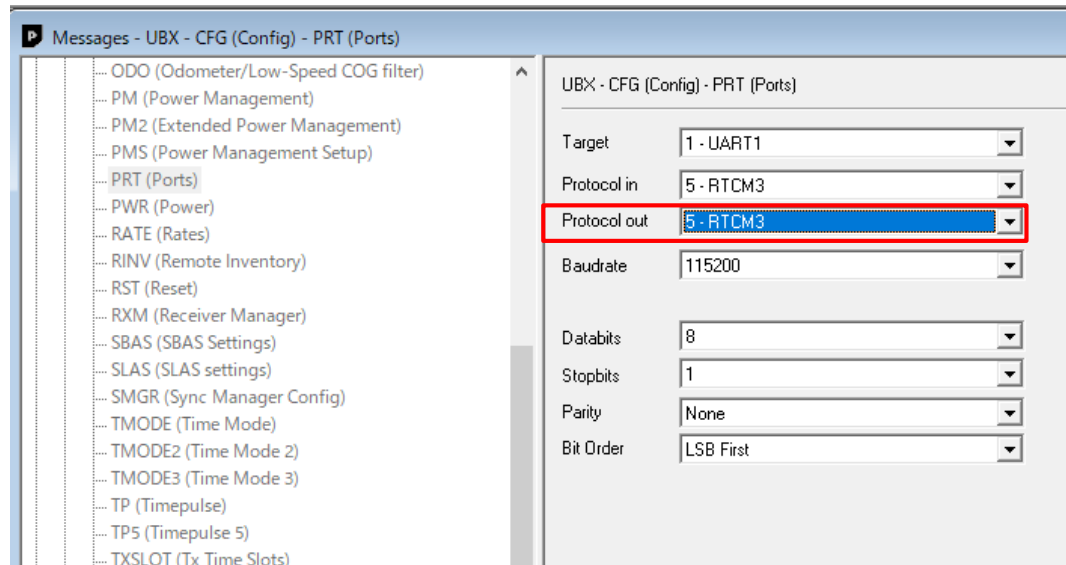 Messages - UBX - CFG (Config) - PRT (Ports)
ODO (Odometer/Low-Speed COG filter)
PM (Power Management)
PM2 (Extended Power Management)
PMS (Power Management Setup)
PRT (Ports)
PWR (Power)
RATE (Rates)
RINV (Remote Inventory)
RST (Reset)
RXM (Receiver Manager)
SBAS (SBAS Settings)
SLAS (SLAS settings)
SMGR (Sync Manager Config)
TMODE (Time Mode)
TMODE2 (Time Mode 2)
TMODE3 (Time Mode 3)
TP (Timepulse)
TP5 (Timepulse 5)
TXSLOT (Tx Time Slots)
UBX - CFG (Config) - PRT (Ports)
Target 1 - UART1
Protocol in 5 - RTCM3
Protocol out 5 - RTCM3
Baudrate 115200
Databits 8
Stopbits 1
Parity None
Bit Order LSB First